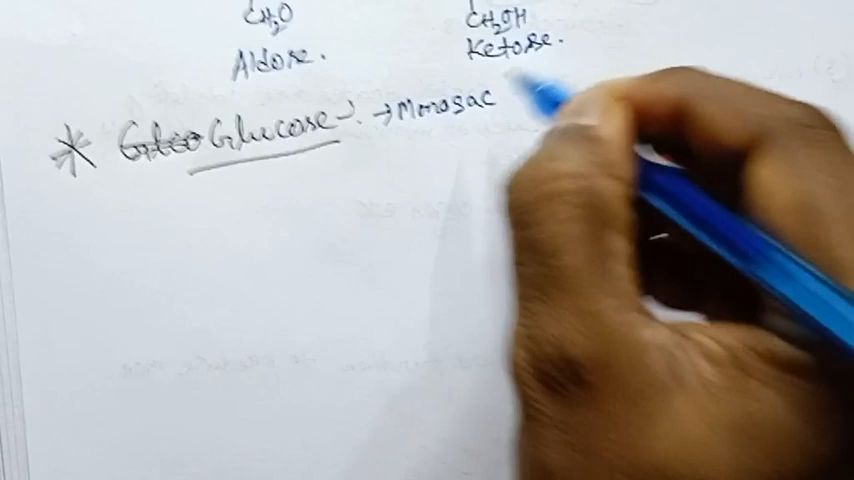 CH₂O CH₂OH
Aldose. Ketose.
* Glucose :- → Monosac